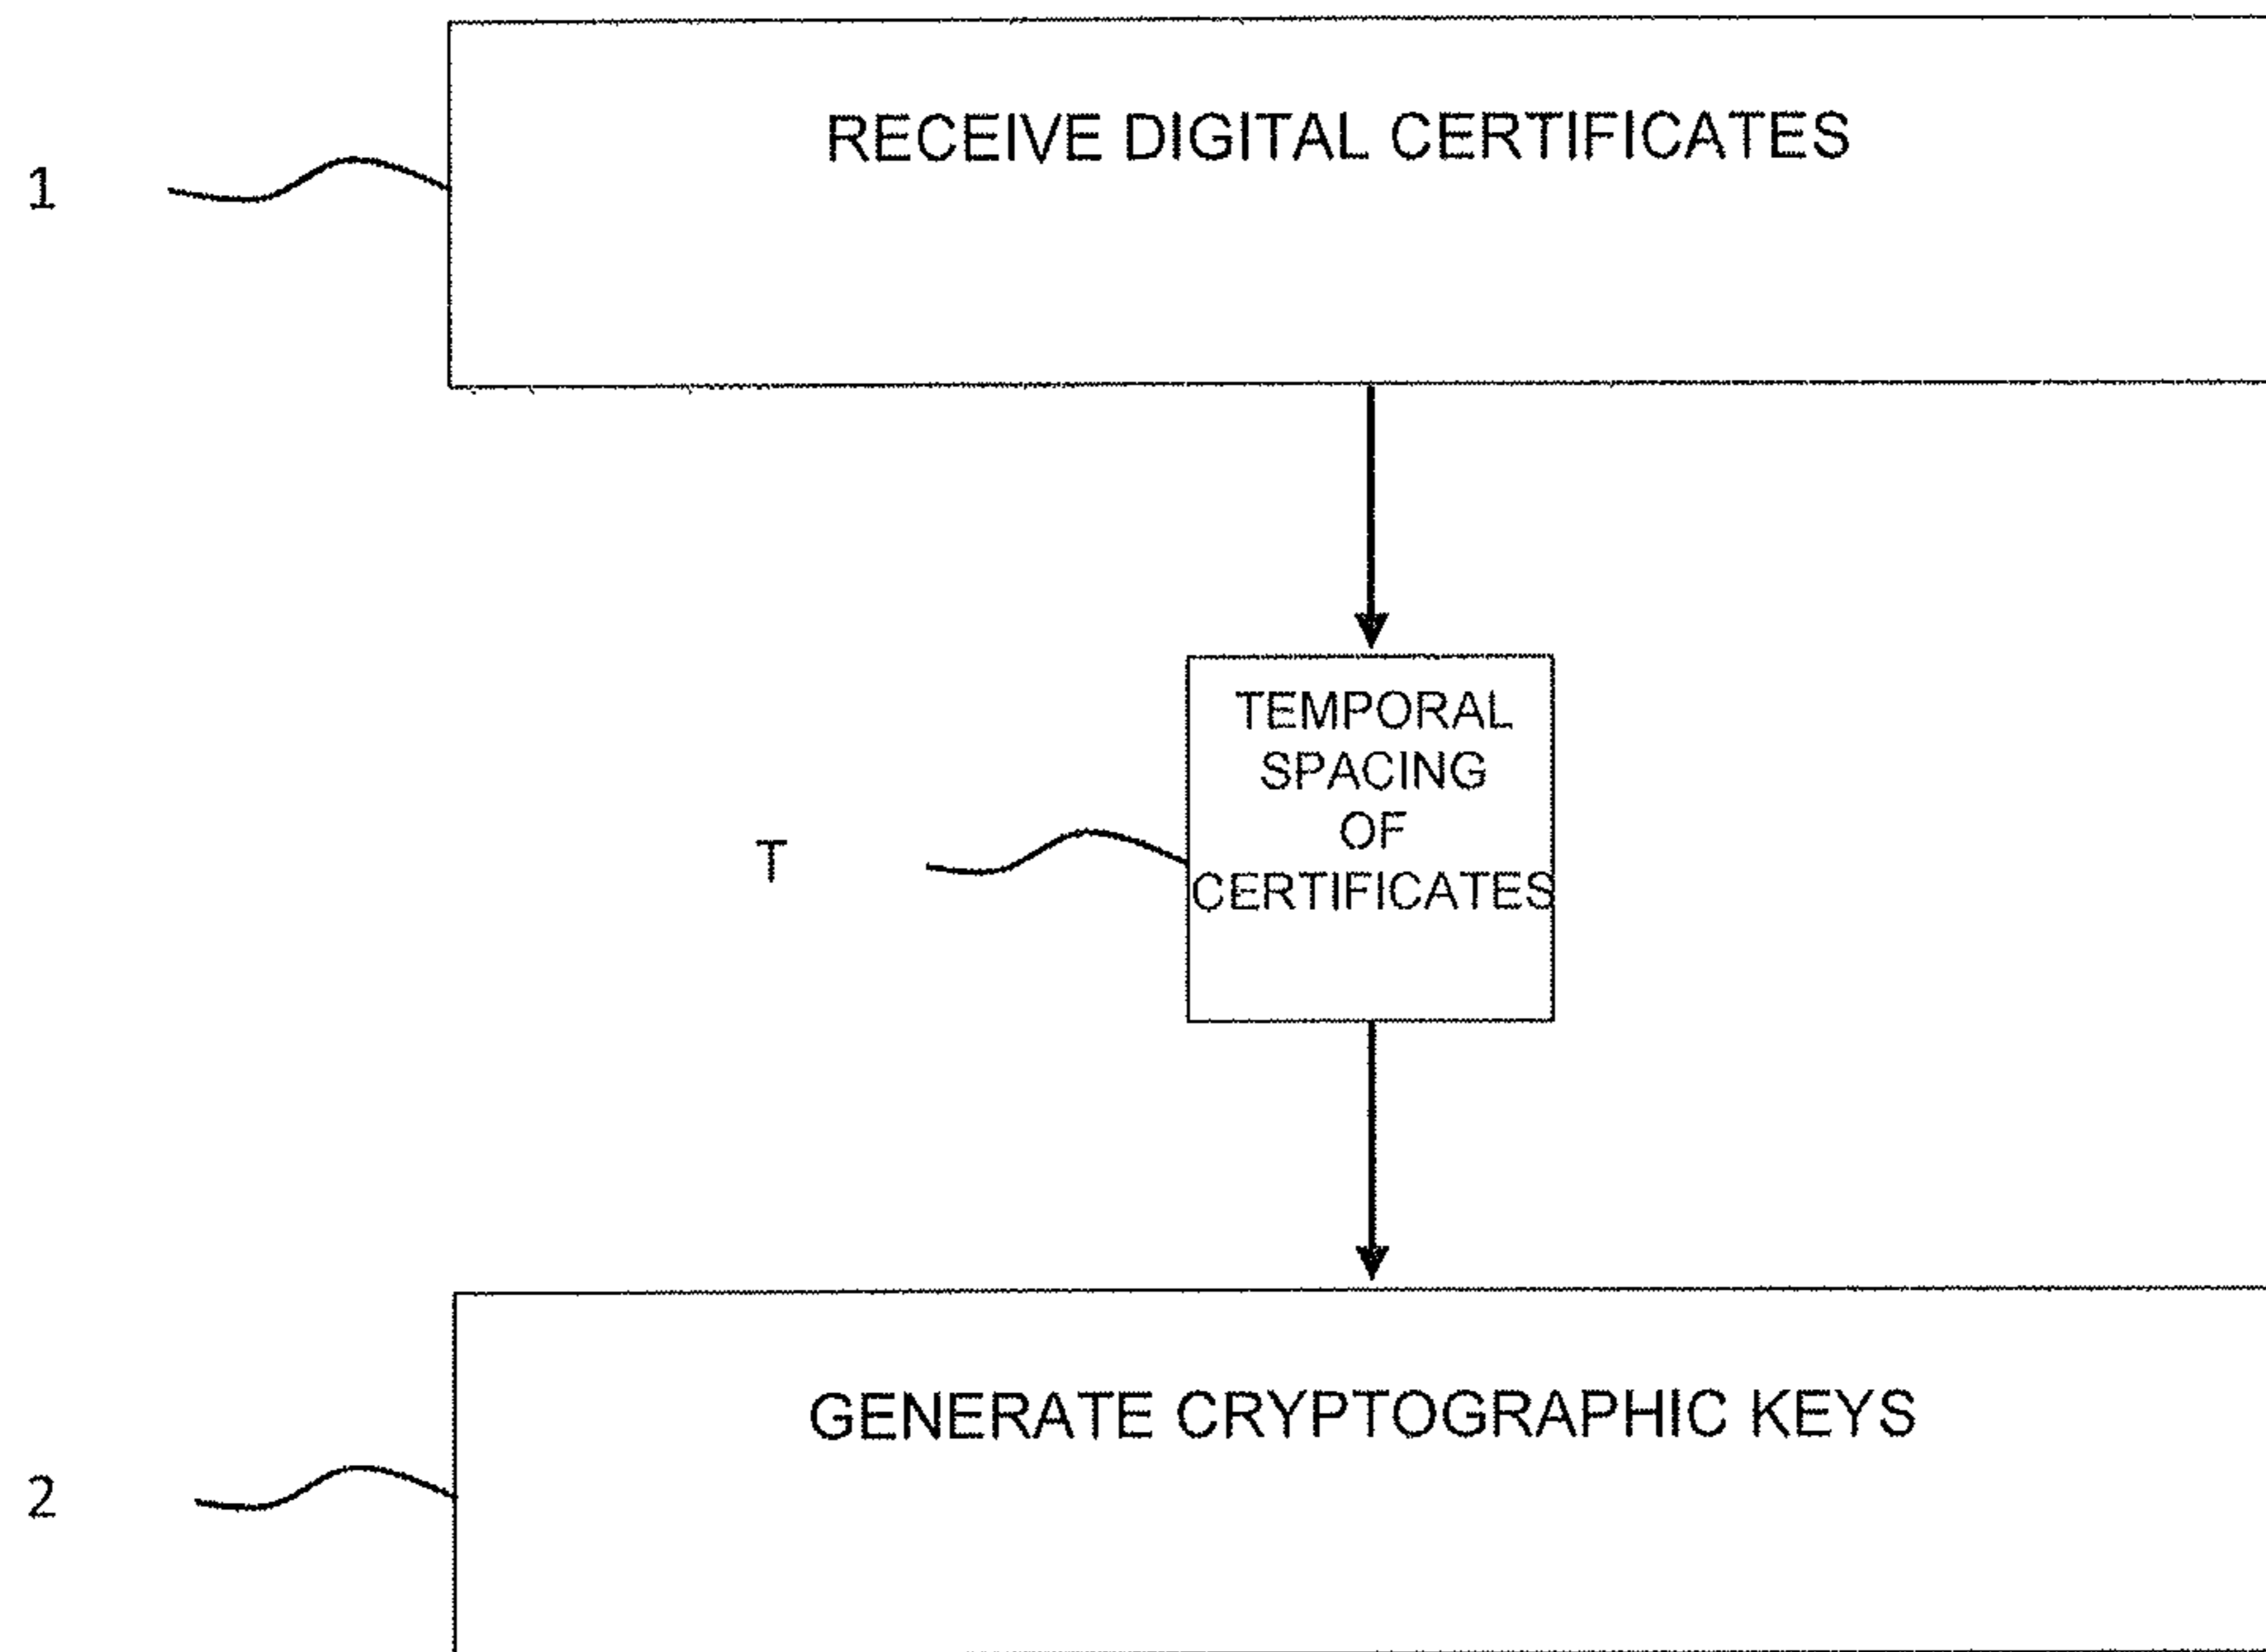 RECEIVE DIGITAL CERTIFICATES
1
TEMPORAL
SPACING
OF
T
CERTIFICATES
GENERATE CRYPTOGRAPHIC KEYS
2